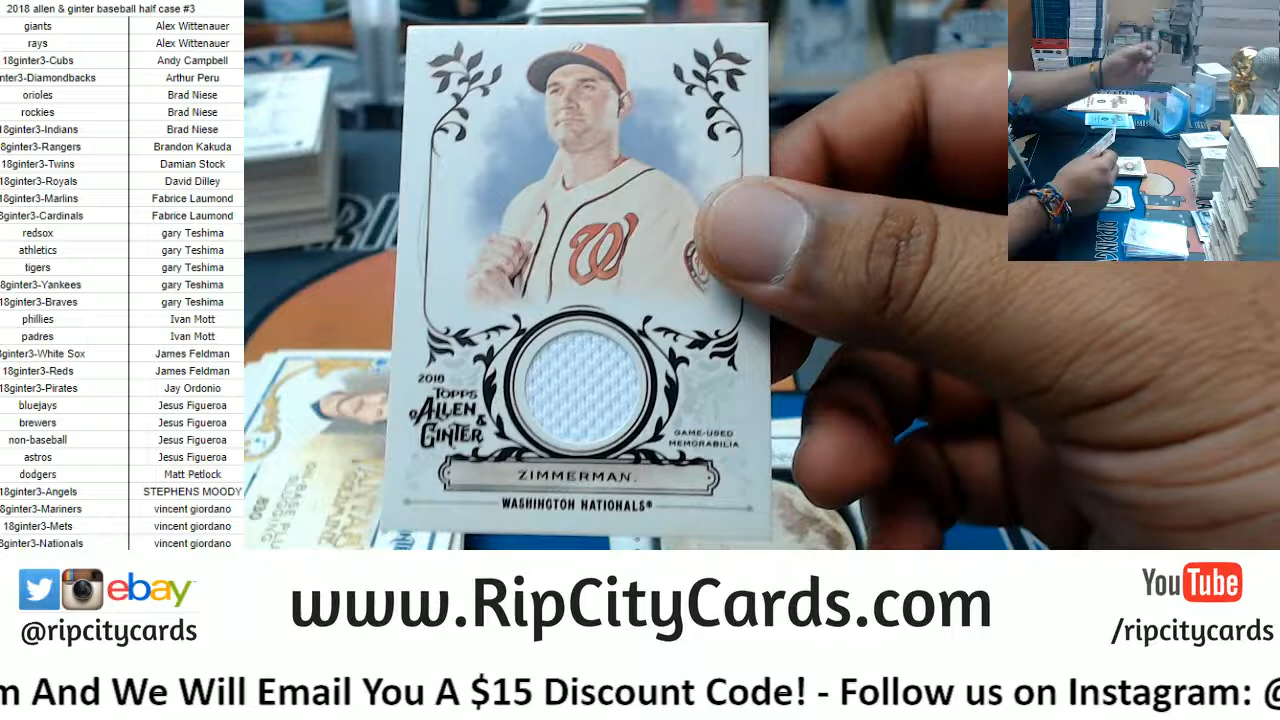 2018 allen & ginter baseball half case #3
giants Alex Wittenauer
rays Alex Wittenauer
18ginter3-Cubs Andy Campbell
nter3-Diamondbacks Arthur Peru
orioles Brad Niese
rockies Brad Niese
18ginter3-Indians Brad Niese
18ginter3-Rangers Brandon Kakuda
18ginter3-Twins Damian Stock
18ginter3-Royals David Dilley
18ginter3-Marlins Fabrice Laumond
8ginter3-Cardinals Fabrice Laumond
redsox gary Teshima
athletics gary Teshima
tigers gary Teshima
8ginter3-Yankees gary Teshima
18ginter3-Braves gary Teshima
phillies Ivan Mott
padres Ivan Mott
ginter3-White Sox James Feldman
18ginter3-Reds James Feldman
8ginter3-Pirates Jay Ordonio
bluejays Jesus Figueroa
brewers Jesus Figueroa
non-baseball Jesus Figueroa
astros Jesus Figueroa
dodgers Matt Petlock
18ginter3-Angels STEPHENS MOODY
8ginter3-Mariners vincent giordano
18ginter3-Mets vincent giordano
ginter3-Nationals vincent giordano
W
2018
TOPPS
ALLEN
&
GINTER
GAME-USED
MEMORABILIA
ZIMMERMAN.
WASHINGTON NATIONALS®
ebay
@ripcitycards
www.RipCityCards.com
YouTube
/ripcitycards
m And We Will Email You A $15 Discount Code! - Follow us on Instagram: @